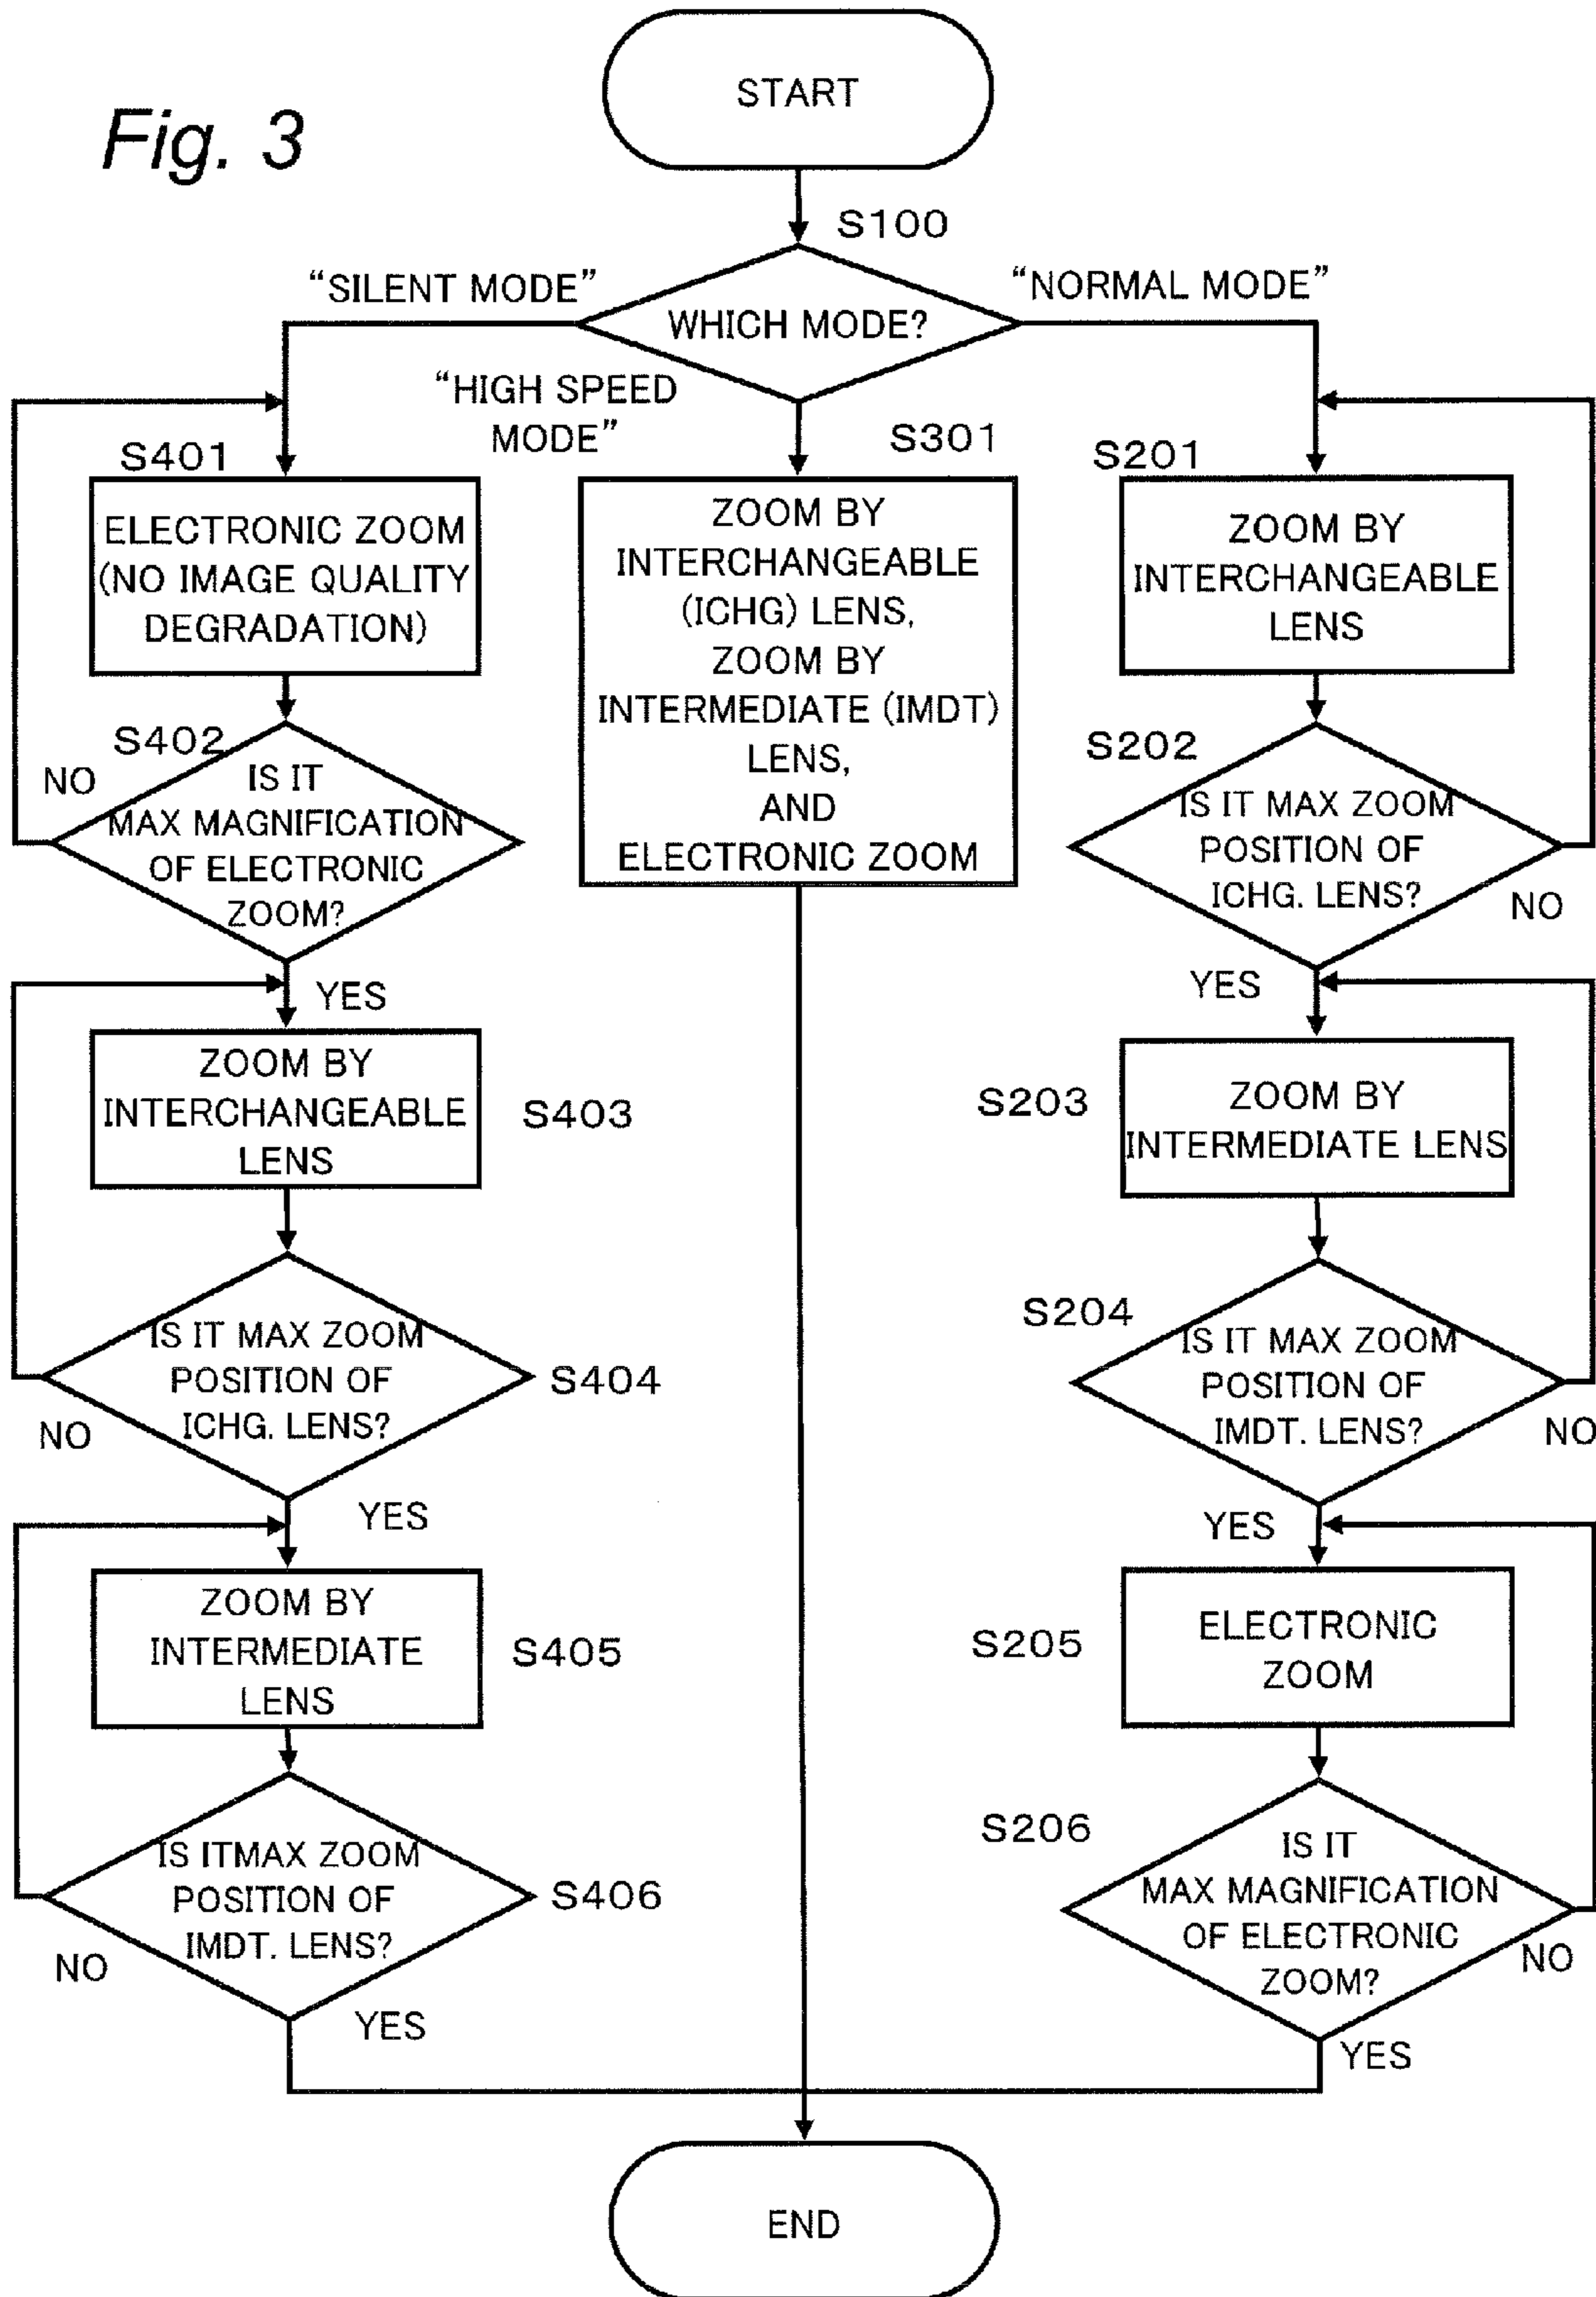 Fig. 3
START
S100
WHICH MODE?
“SILENT MODE”
“HIGH SPEED
MODE”
“NORMAL MODE”
S401
ELECTRONIC ZOOM
(NO IMAGE QUALITY
DEGRADATION)
S402
IS IT
MAX MAGNIFICATION
OF ELECTRONIC
ZOOM?
NO
YES
ZOOM BY
INTERCHANGEABLE
LENS
S403
IS IT MAX ZOOM
POSITION OF
ICHG. LENS?
S404
NO
YES
ZOOM BY
INTERMEDIATE
LENS
S405
IS ITMAX ZOOM
POSITION OF
IMDT. LENS?
S406
NO
YES
S301
ZOOM BY
INTERCHANGEABLE
(ICHG) LENS,
ZOOM BY
INTERMEDIATE (IMDT)
LENS,
AND
ELECTRONIC ZOOM
S201
ZOOM BY
INTERCHANGEABLE
LENS
S202
IS IT MAX ZOOM
POSITION OF
ICHG. LENS?
NO
YES
S203
ZOOM BY
INTERMEDIATE LENS
S204
IS IT MAX ZOOM
POSITION OF
IMDT. LENS?
NO
YES
S205
ELECTRONIC
ZOOM
S206
IS IT
MAX MAGNIFICATION
OF ELECTRONIC
ZOOM?
NO
YES
END